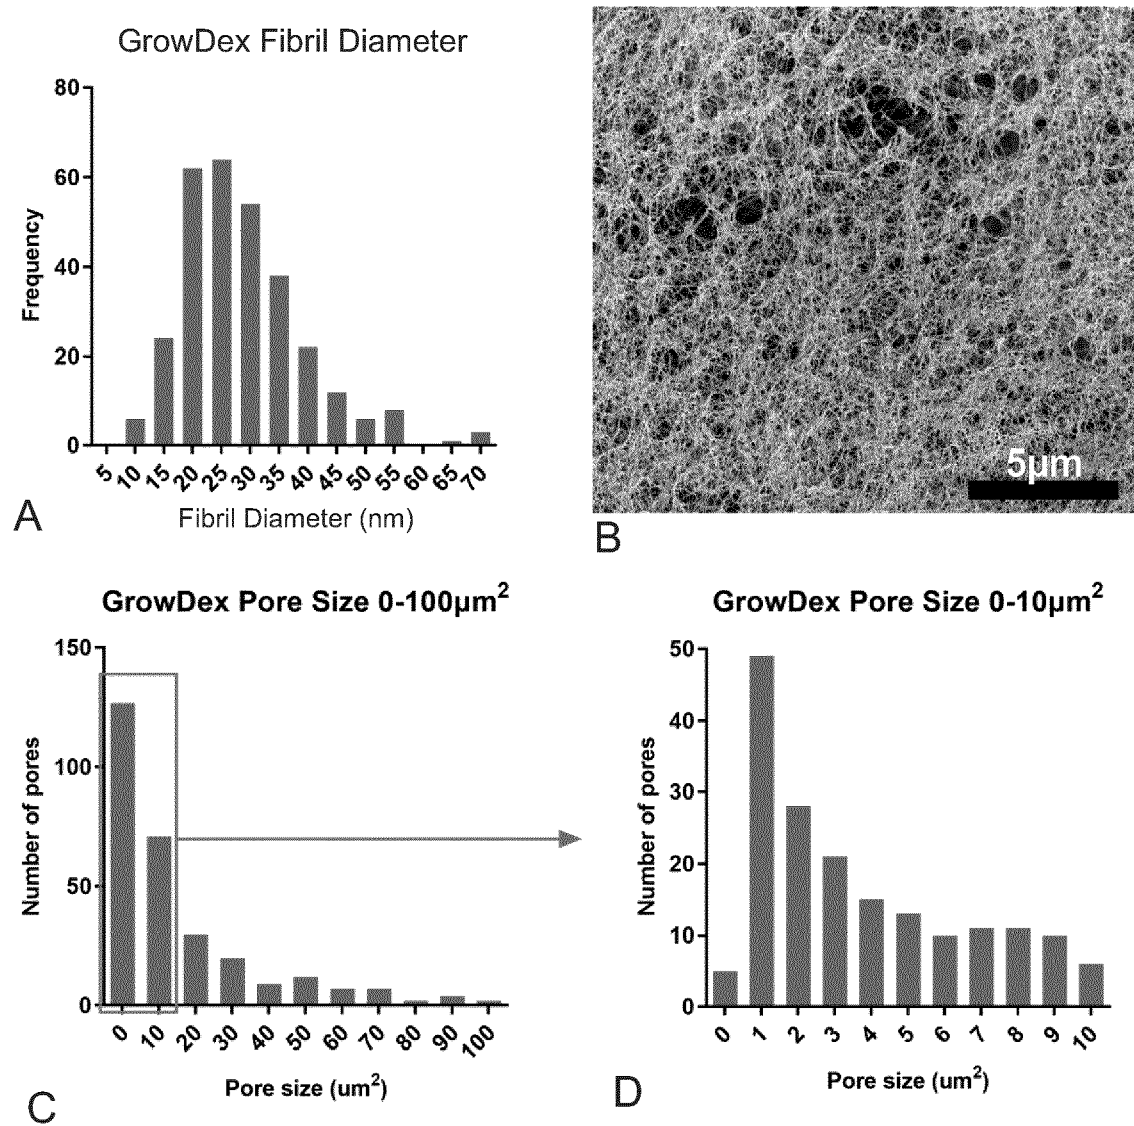 GrowDex Fibril Diameter
80
60
40
20
0
Frequency
5 10 15 20 25 30 35 40 45 50 55 60 65 70
Fibril Diameter (nm)
A
5µm
B
GrowDex Pore Size 0-100µm²
150
100
50
0
Number of pores
0 10 20 30 40 50 60 70 80 90 100
Pore size (um²)
C
GrowDex Pore Size 0-10µm²
50
40
30
20
10
0
Number of pores
0 1 2 3 4 5 6 7 8 9 10
Pore size (um²)
D